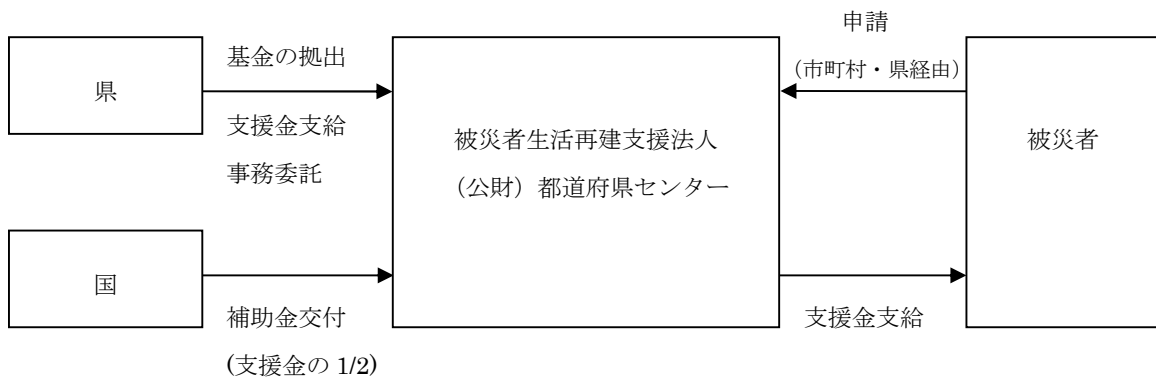 県
基金の拠出
支援金支給
事務委託
国
補助金交付
(支援金の 1/2)
被災者生活再建支援法人
（公財）都道府県センター
申請
（市町村・県経由）
被災者
支援金支給